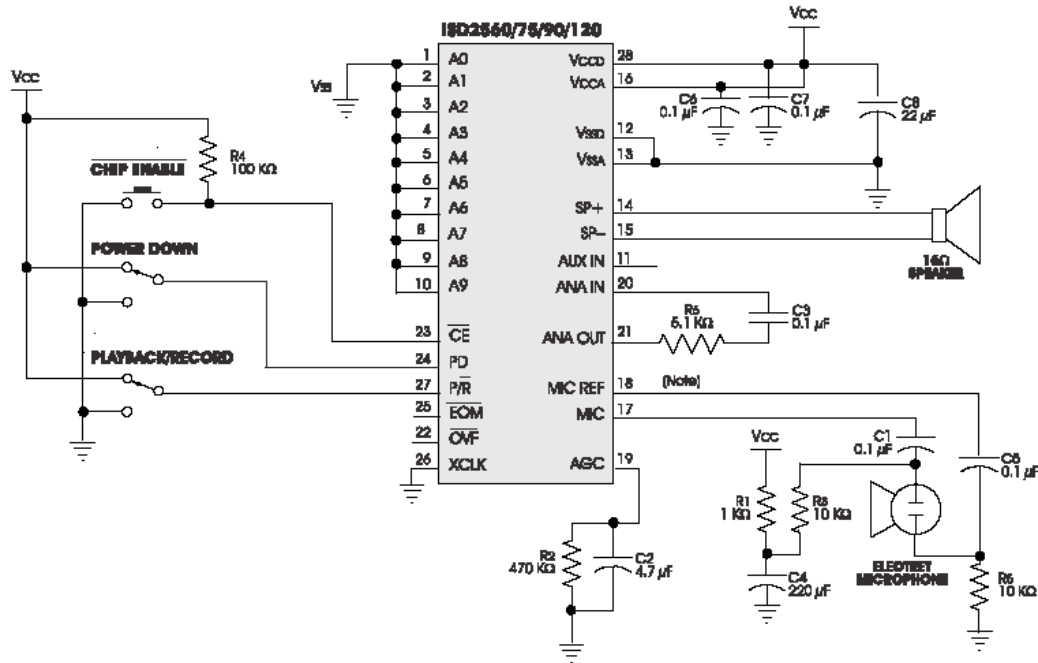 ISD2560/75/90/120
VCC
1 A0
2 A1
3 A2
4 A3
5 A4
6 A5
7 A6
8 A7
9 A8
10 A9
23 CE
24 PD
27 P/R
25 EOM
22 OVF
26 XCLK
VCCD 28
VCCA 16
VSSD 12
VSSA 13
SP+ 14
SP– 15
AUX IN 11
ANA IN 20
ANA OUT 21
MIC REF 18
MIC 17
AGC 19
VSS
VCC
R4
100 KΩ
CHIP ENABLE
POWER DOWN
PLAYBACK/RECORD
C6
0.1 µF
C7
0.1 µF
C8
22 µF
16Ω
SPEAKER
R5
5.1 KΩ
C3
0.1 µF
(Note)
VCC
C1
0.1 µF
C5
0.1 µF
R1
1 KΩ
R3
10 KΩ
ELECTRET
MICROPHONE
C4
220 µF
R6
10 KΩ
R2
470 KΩ
C2
4.7 µF